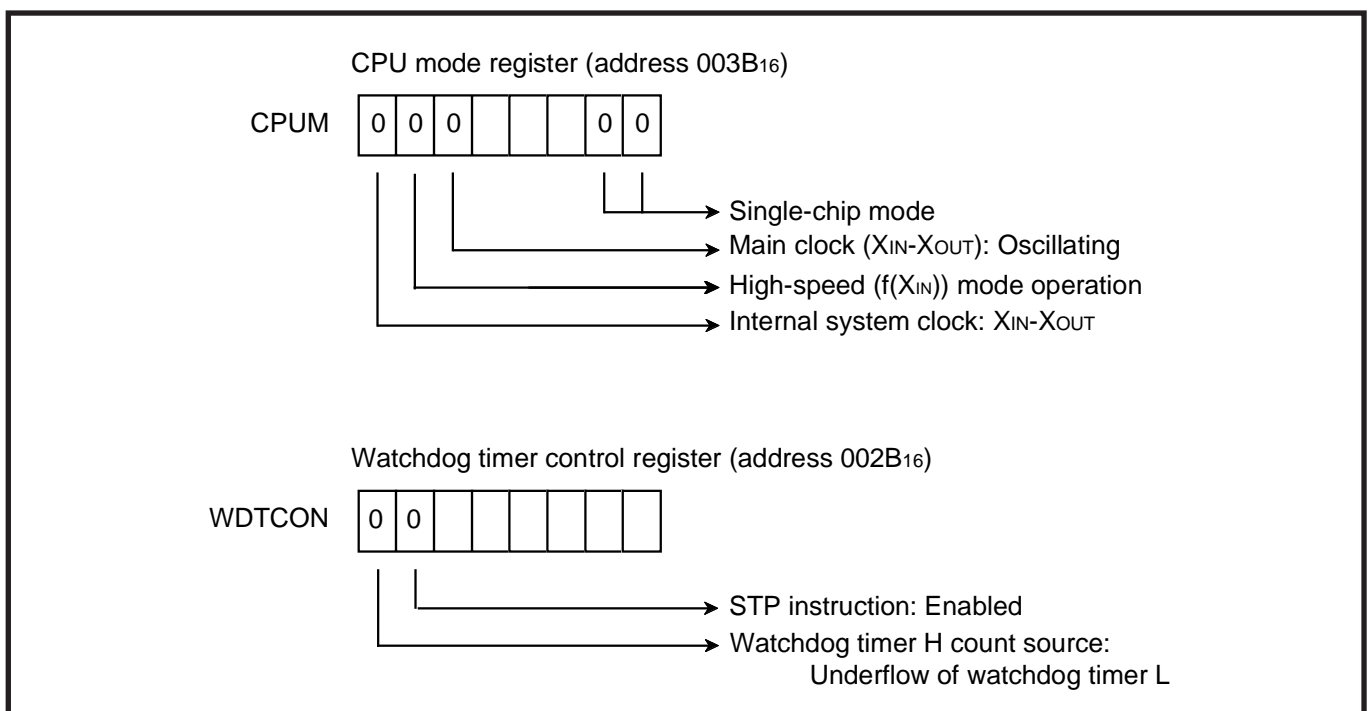 CPU mode register (address 003B16)
CPUM 0 0 0 0 0
Single-chip mode
Main clock (XIN-XOUT): Oscillating
High-speed (f(XIN)) mode operation
Internal system clock: XIN-XOUT
Watchdog timer control register (address 002B16)
WDTCON 0 0
STP instruction: Enabled
Watchdog timer H count source:
Underflow of watchdog timer L